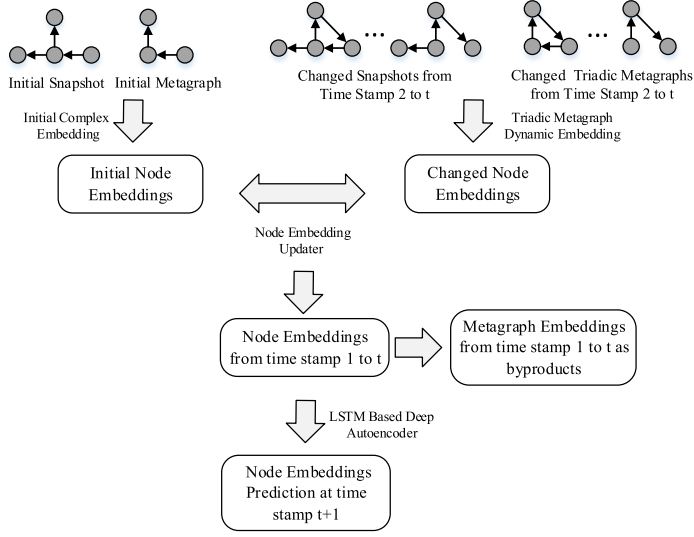 Initial Snapshot
Initial Metagraph
Changed Snapshots from
Time Stamp 2 to t
Changed Triadic Metagraphs
from Time Stamp 2 to t
Initial Complex
Embedding
Triadic Metagraph
Dynamic Embedding
Initial Node
Embeddings
Changed Node
Embeddings
Node Embedding
Updater
Node Embeddings
from time stamp 1 to t
Metagraph Embeddings
from time stamp 1 to t as
byproducts
LSTM Based Deep
Autoencoder
Node Embeddings
Prediction at time
stamp t+1